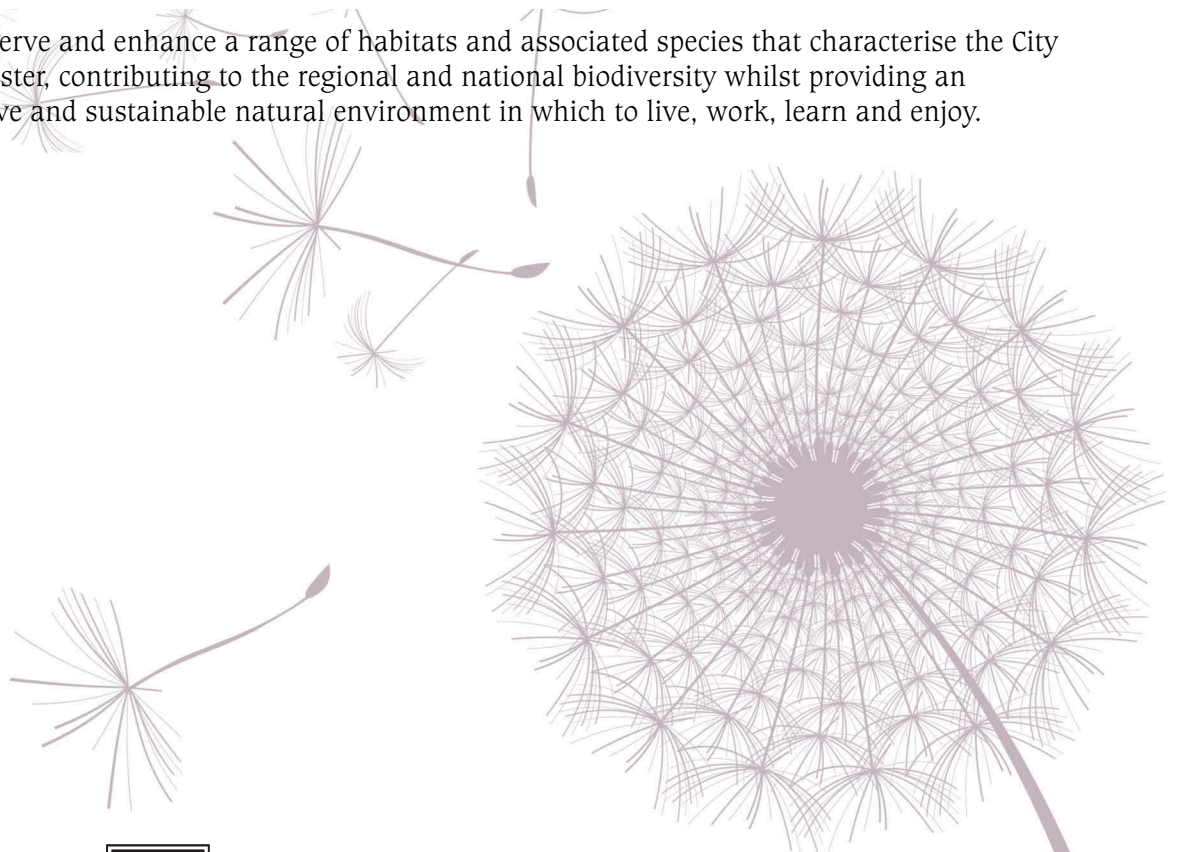 erve and enhance a range of habitats and associated species that characterise the City
ster, contributing to the regional and national biodiversity whilst providing an
ve and sustainable natural environment in which to live, work, learn and enjoy.